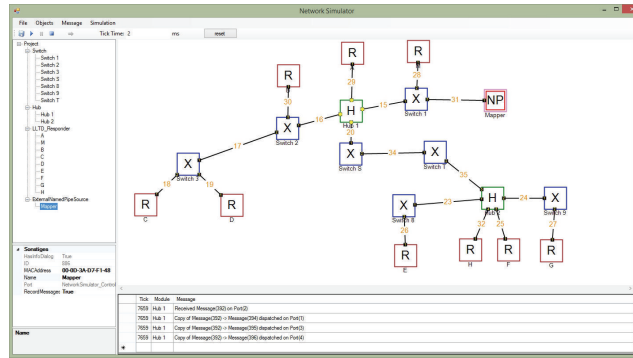 Network Simulator
File Objects Message Simulation
Tick Time: 2 ms reset
Project
Switch
Switch 1
Switch 2
Switch 3
Switch S
Switch 8
Switch 9
Switch T
Hub
Hub 1
Hub 2
LLTD_Responder
A
M
B
C
D
E
F
G
H
ExternalNamedPipeSource
Mapper
Sonstiges
HasInfoDialog True
ID 886
MACAddress 00-0D-3A-D7-F1-48
Name Mapper
Port NetworkSimulator_Control
RecordMessages True
Name
R
R
R
29
28
30
X
31
NP
H
15
Switch 1
Mapper
16
Hub 1
X
20
Switch 2
17
X
34
X
Switch S
Switch 1
X
35
Switch 3
18
19
H
24
X
R
R
X
23
Hub 2
Switch 9
C
D
Switch 8
26
32
25
27
R
R
R
R
E
H
F
G
Tick Module Message
7659 Hub 1 Received Message(392) on Port(2)
7659 Hub 1 Copy of Message(392) -> Message(394) dispatched on Port(1)
7659 Hub 1 Copy of Message(392) -> Message(395) dispatched on Port(3)
7659 Hub 1 Copy of Message(392) -> Message(396) dispatched on Port(4)